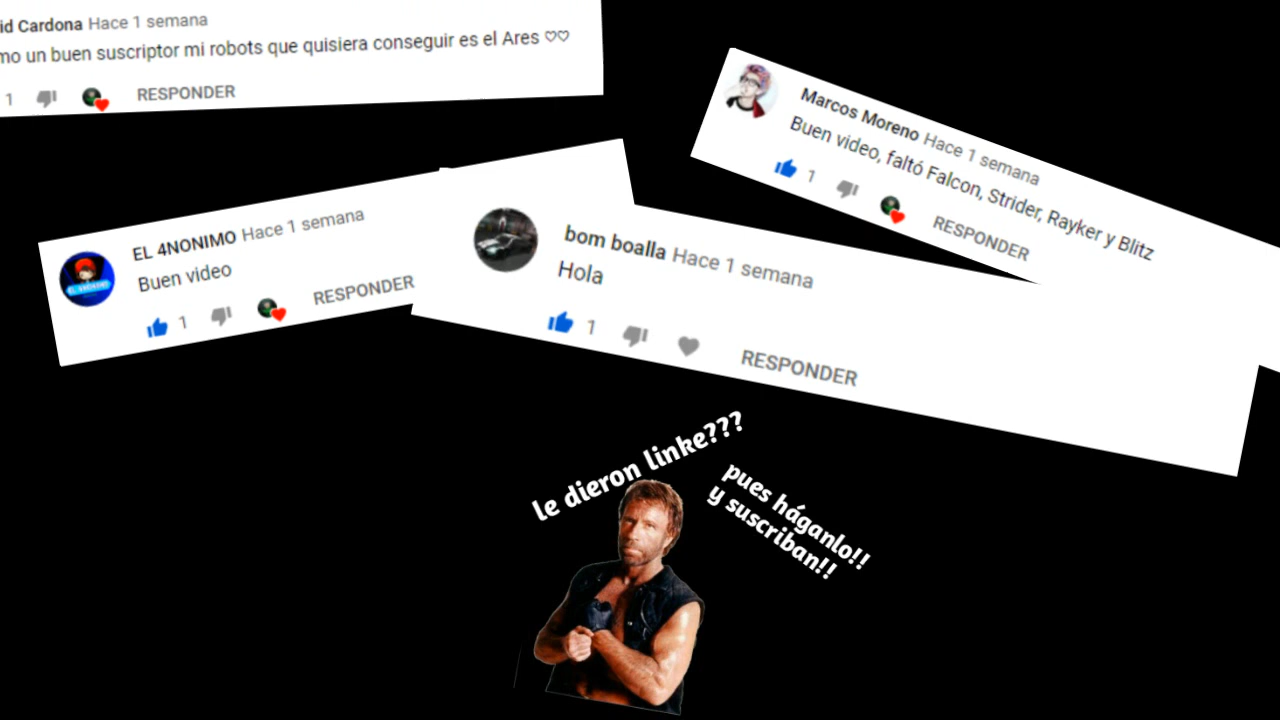 id Cardona Hace 1 semana
mo un buen suscriptor mi robots que quisiera conseguir es el Ares ♡♡
1 RESPONDER
Marcos Moreno Hace 1 semana
Buen video, faltó Falcon, Strider, Rayker y Blitz
1 RESPONDER
EL 4NONIMO Hace 1 semana
Buen video
1 RESPONDER
bom boalla Hace 1 semana
Hola
1 RESPONDER
le dieron linke???
pues háganlo!!
y suscriban!!